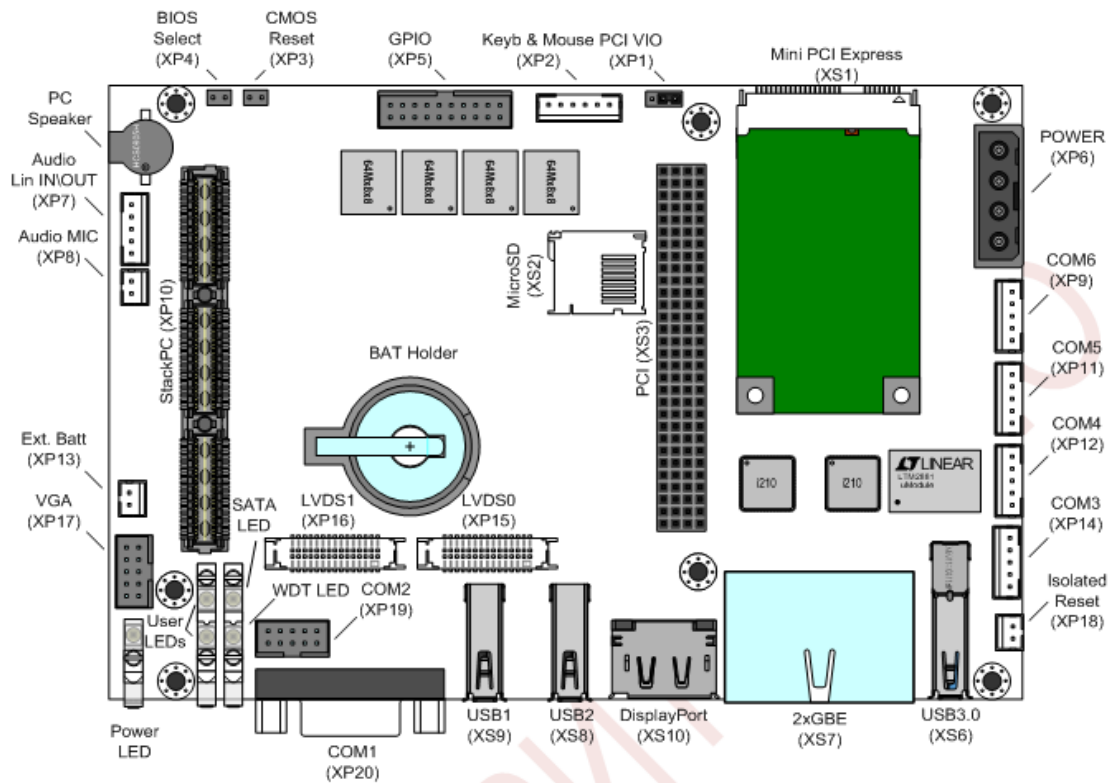 BIOS
Select
(XP4)
CMOS
Reset
(XP3)
GPIO
(XP5)
Keyb & Mouse
(XP2)
PCI VIO
(XP1)
Mini PCI Express
(XS1)
PC
Speaker
Audio
Lin IN\OUT
(XP7)
Audio MIC
(XP8)
StackPC (XP10)
64Mx8x8
64Mx8x8
64Mx8x8
64Mx8x8
MicroSD
(XS2)
PCI (XS3)
POWER
(XP6)
COM6
(XP9)
COM5
(XP11)
COM4
(XP12)
COM3
(XP14)
Isolated
Reset
(XP18)
BAT Holder
Ext. Batt
(XP13)
VGA
(XP17)
SATA
LED
LVDS1
(XP16)
LVDS0
(XP15)
I210
I210
LINEAR
LTM2881
uModule
WDT LED
COM2
(XP19)
User
LEDs
Power
LED
COM1
(XP20)
USB1
(XS9)
USB2
(XS8)
DisplayPort
(XS10)
2xGBE
(XS7)
USB3.0
(XS6)